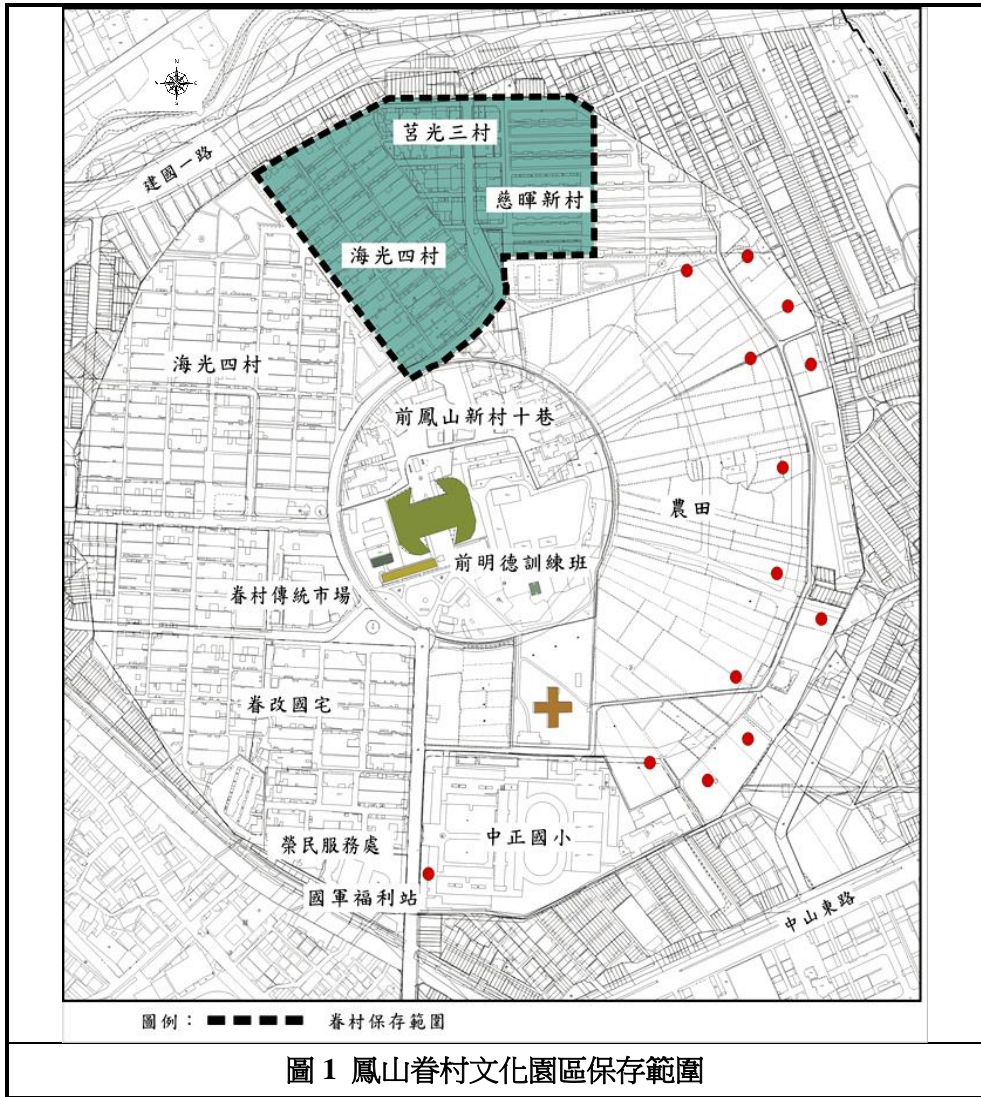 N
建國一路
莒光三村
慈暉新村
海光四村
海光四村
前鳳山新村十巷
農田
前明德訓練班
眷村傳統市場
眷改國宅
中正國小
榮民服務處
國軍福利站
中山東路
圖例：
眷村保存範圍
圖 1 鳳山眷村文化園區保存範圍